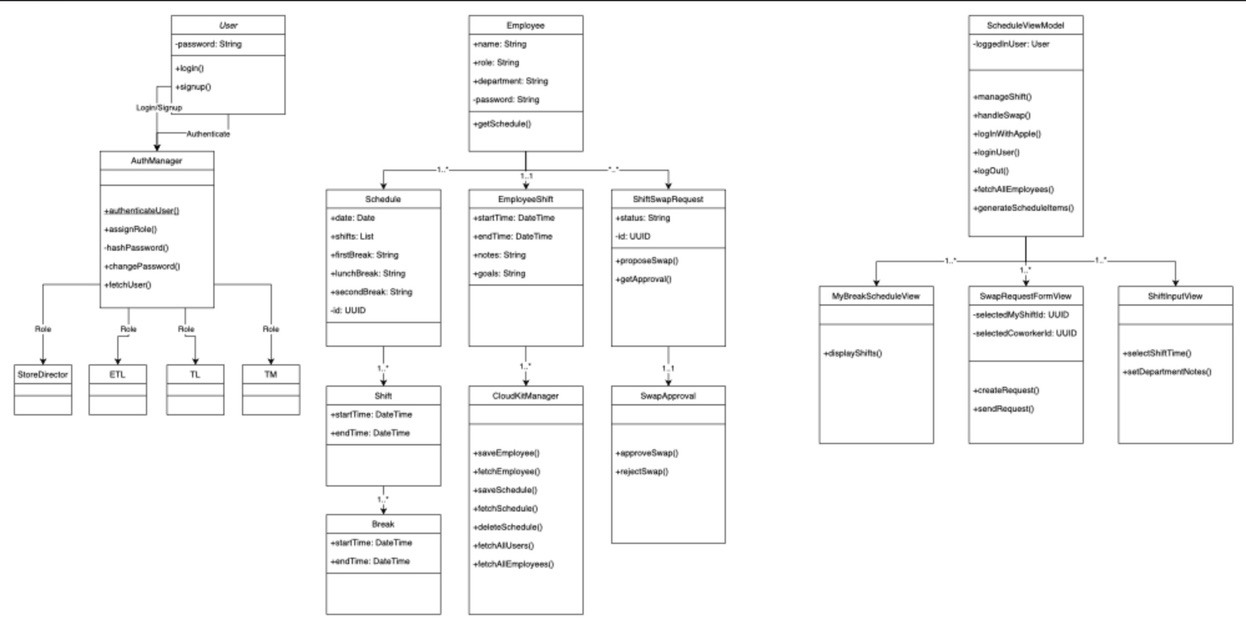 User
-password: String
+login()
+signup()
Login/Signup
Authenticate
AuthManager
+authenticateUser()
+assignRole()
-hashPassword()
+changePassword()
+fetchUser()
Role
Role
Role
Role
StoreDirector
ETL
TL
TM
Employee
+name: String
+role: String
+department: String
-password: String
+getSchedule()
1..*
1..1
*..*
Schedule
+date: Date
+shifts: List
+firstBreak: String
+lunchBreak: String
+secondBreak: String
-id: UUID
1..*
Shift
+startTime: DateTime
+endTime: DateTime
1..*
Break
+startTime: DateTime
+endTime: DateTime
EmployeeShift
+startTime: DateTime
+endTime: DateTime
+notes: String
+goals: String
1..*
CloudKitManager
+saveEmployee()
+fetchEmployee()
+saveSchedule()
+fetchSchedule()
+deleteSchedule()
+fetchAllUsers()
+fetchAllEmployees()
ShiftSwapRequest
+status: String
-id: UUID
+proposeSwap()
+getApproval()
1..1
SwapApproval
+approveSwap()
+rejectSwap()
ScheduleViewModel
-loggedInUser: User
+manageShift()
+handleSwap()
+logInWithApple()
+loginUser()
+logOut()
+fetchAllEmployees()
+generateScheduleItems()
1..*
1..*
1..*
MyBreakScheduleView
+displayShifts()
SwapRequestFormView
-selectedMyShiftId: UUID
-selectedCoworkerId: UUID
+createRequest()
+sendRequest()
ShiftInputView
+selectShiftTime()
+setDepartmentNotes()